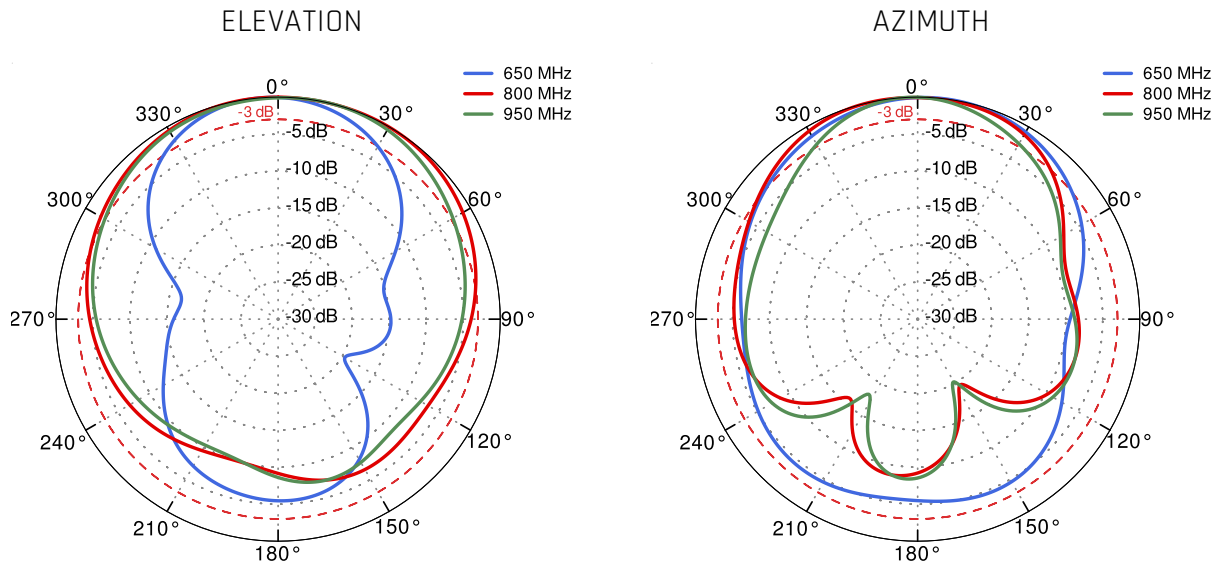 ELEVATION
650 MHz
800 MHz
950 MHz
0°
330°
30°
-3 dB
-5 dB
-10 dB
300°
60°
-15 dB
-20 dB
-25 dB
-30 dB
270°
90°
240°
120°
210°
150°
180°
AZIMUTH
650 MHz
800 MHz
950 MHz
0°
330°
30°
-3 dB
-5 dB
-10 dB
300°
60°
-15 dB
-20 dB
-25 dB
-30 dB
270°
90°
240°
120°
210°
150°
180°